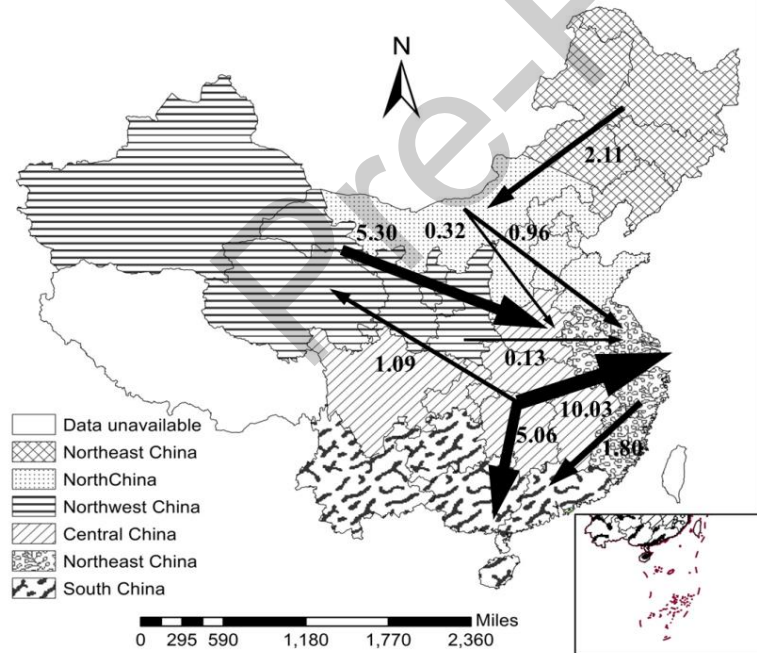 Pre-P
N
2.11
5.30
0.32
0.96
1.09
0.13
10.03
5.06
1.80
Data unavailable
Northeast China
NorthChina
Northwest China
Central China
Northeast China
South China
Miles
0 295 590 1,180 1,770 2,360